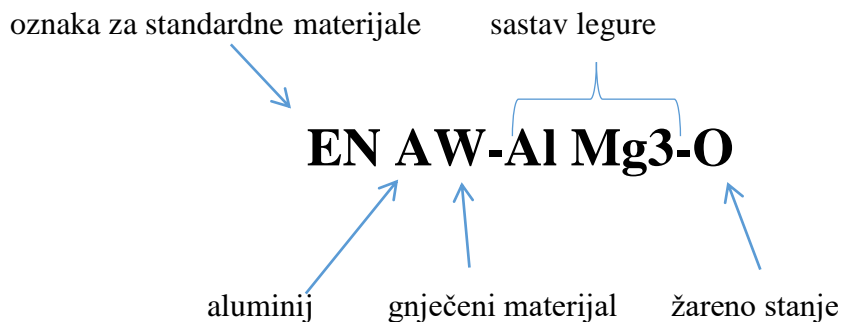 oznaka za standardne materijale sastav legure
EN AW-Al Mg3-O
aluminij gnječeni materijal žareno stanje